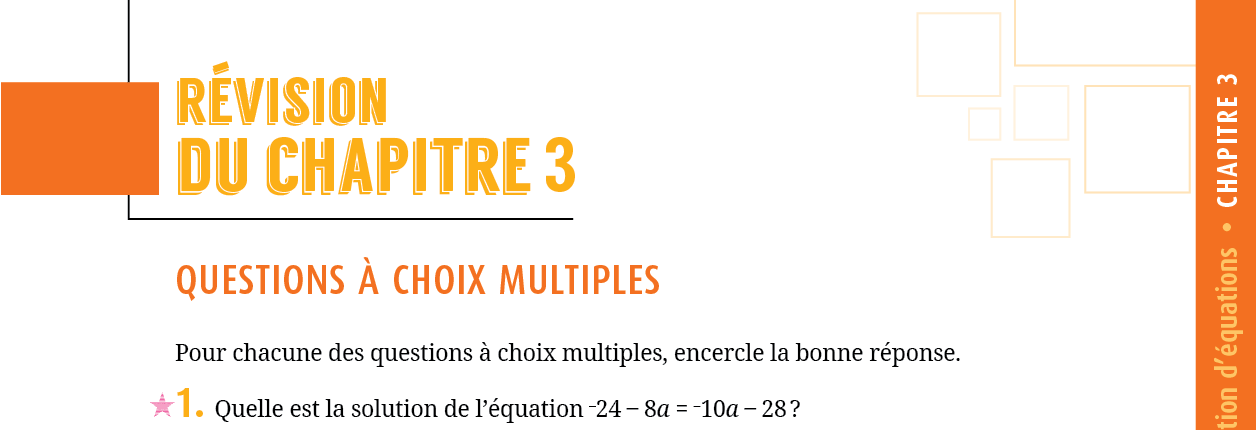 RÉVISION
DU CHAPITRE 3
QUESTIONS À CHOIX MULTIPLES
Pour chacune des questions à choix multiples, encercle la bonne réponse.
1. Quelle est la solution de l’équation ⁻24 – 8a = ⁻10a – 28 ?
d’équations • CHAPITRE 3